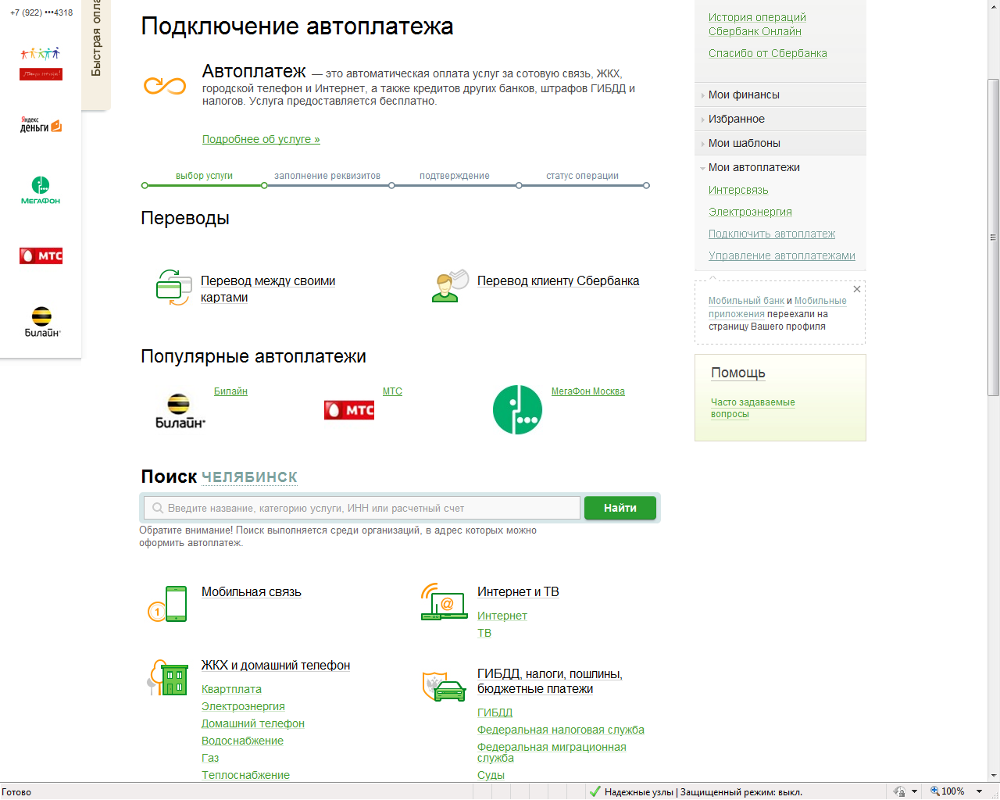 +7 (922) •••4318
Яндекс
деньги
МЕГАФОН
МТС
Билайн
Быстрая опла
Подключение автоплатежа
Автоплатеж — это автоматическая оплата услуг за сотовую связь, ЖКХ,
городской телефон и Интернет, а также кредитов других банков, штрафов ГИБДД и
налогов. Услуга предоставляется бесплатно.
Подробнее об услуге »
выбор услуги
заполнение реквизитов
подтверждение
статус операции
Переводы
Перевод между своими
картами
Перевод клиенту Сбербанка
Популярные автоплатежи
Билайн
Билайн
МТС
МТС
МегаФон Москва
Поиск ЧЕЛЯБИНСК
Введите название, категорию услуги, ИНН или расчетный счет
Найти
Обратите внимание! Поиск выполняется среди организаций, в адрес которых можно
оформить автоплатеж.
1
Мобильная связь
@
Интернет и ТВ
Интернет
ТВ
ЖКХ и домашний телефон
Квартплата
Электроэнергия
Домашний телефон
Водоснабжение
Газ
Теплоснабжение
ГИБДД, налоги, пошлины,
бюджетные платежи
ГИБДД
Федеральная налоговая служба
Федеральная миграционная
служба
Суды
История операций
Сбербанк Онлайн
Спасибо от Сбербанка
Мои финансы
Избранное
Мои шаблоны
Мои автоплатежи
Интерсвязь
Электроэнергия
Подключить автоплатеж
Управление автоплатежами
Мобильный банк и Мобильные
приложения переехали на
страницу Вашего профиля
Помощь
Часто задаваемые
вопросы
Готово
Надежные узлы | Защищенный режим: выкл.
100%